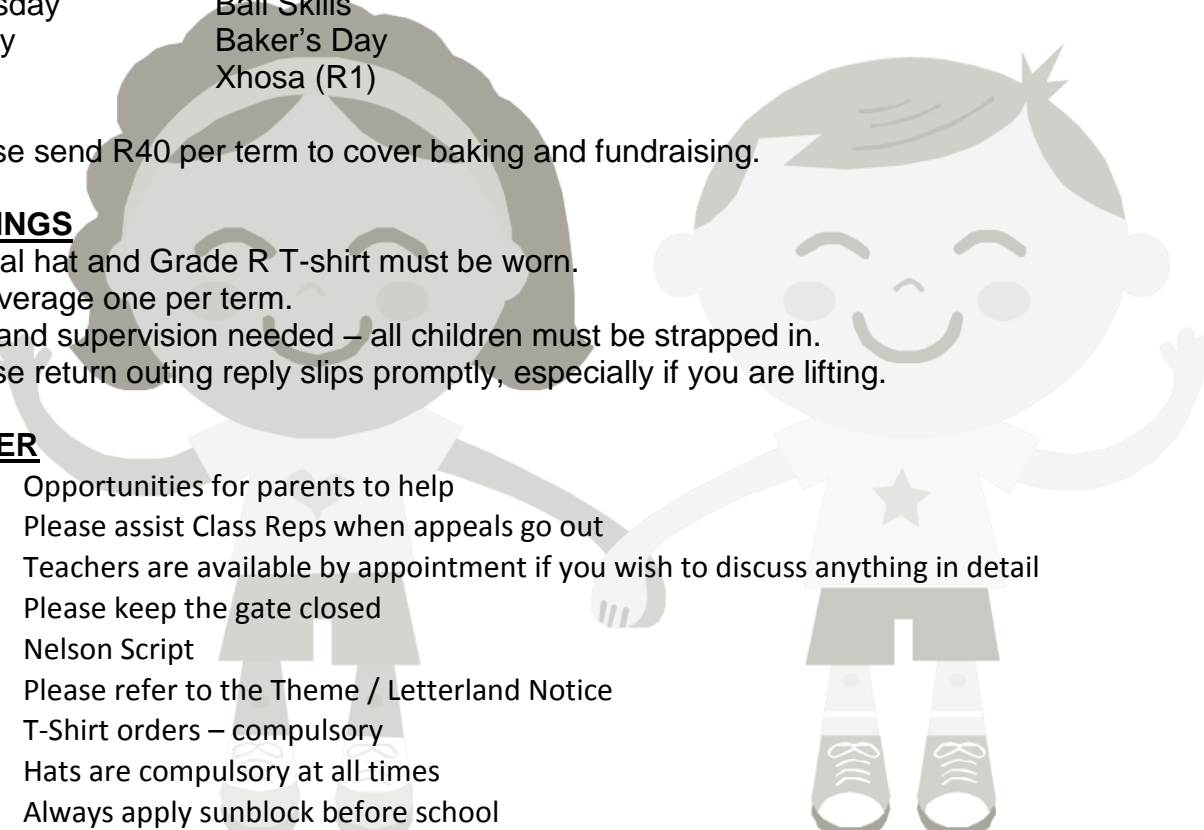 sday Ball Skills
y Baker's Day
Xhosa (R1)
se send R40 per term to cover baking and fundraising.
INGS
al hat and Grade R T-shirt must be worn.
verage one per term.
and supervision needed – all children must be strapped in.
se return outing reply slips promptly, especially if you are lifting.
ER
Opportunities for parents to help
Please assist Class Reps when appeals go out
Teachers are available by appointment if you wish to discuss anything in detail
Please keep the gate closed
Nelson Script
Please refer to the Theme / Letterland Notice
T-Shirt orders – compulsory
Hats are compulsory at all times
Always apply sunblock before school